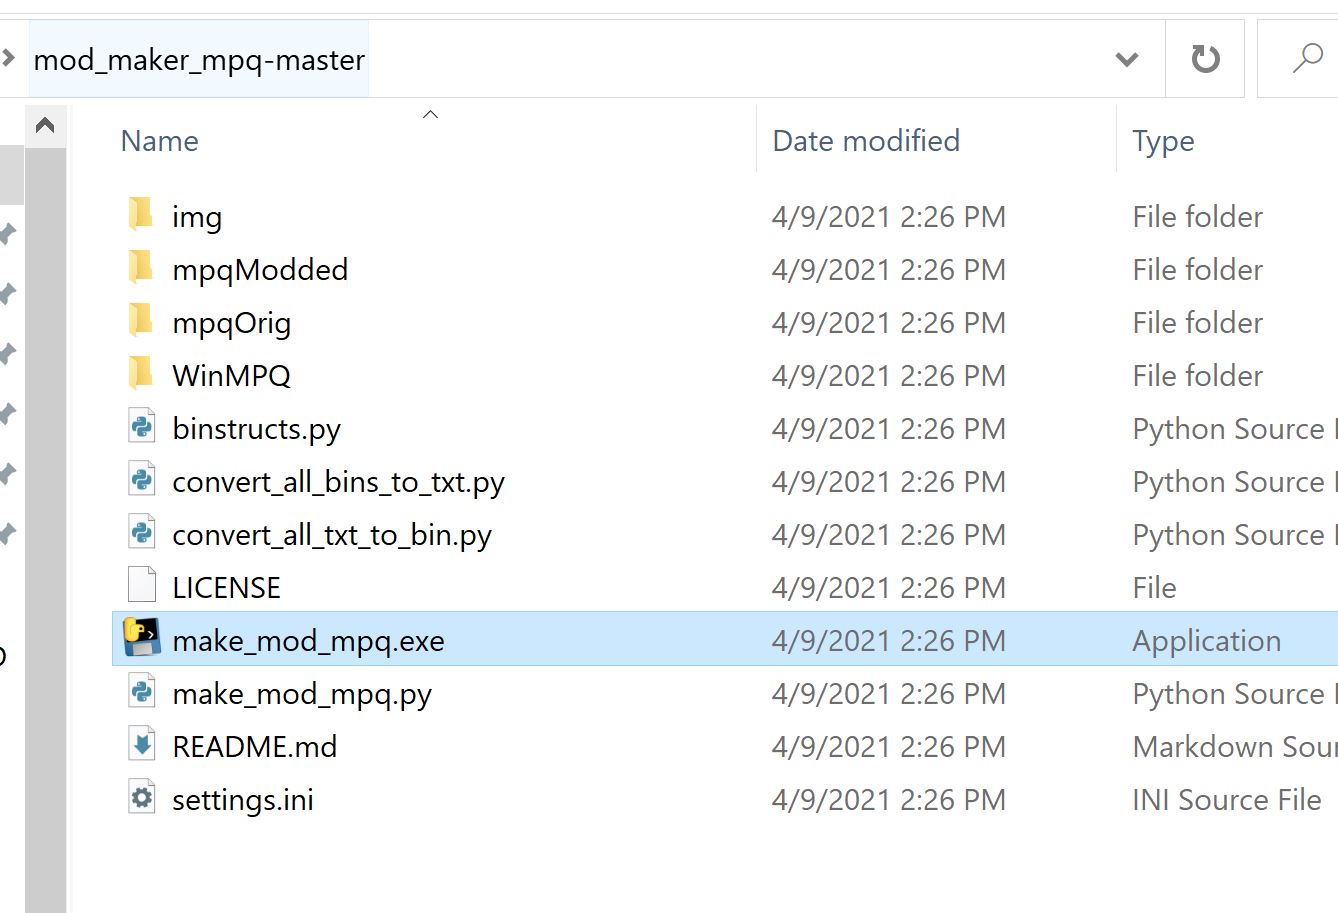 mod_maker_mpq-master
Name Date modified Type
img 4/9/2021 2:26 PM File folder
mpqModded 4/9/2021 2:26 PM File folder
mpqOrig 4/9/2021 2:26 PM File folder
WinMPQ 4/9/2021 2:26 PM File folder
binstructs.py 4/9/2021 2:26 PM Python Source
convert_all_bins_to_txt.py 4/9/2021 2:26 PM Python Source
convert_all_txt_to_bin.py 4/9/2021 2:26 PM Python Source
LICENSE 4/9/2021 2:26 PM File
make_mod_mpq.exe 4/9/2021 2:26 PM Application
make_mod_mpq.py 4/9/2021 2:26 PM Python Source
README.md 4/9/2021 2:26 PM Markdown Sour
settings.ini 4/9/2021 2:26 PM INI Source File